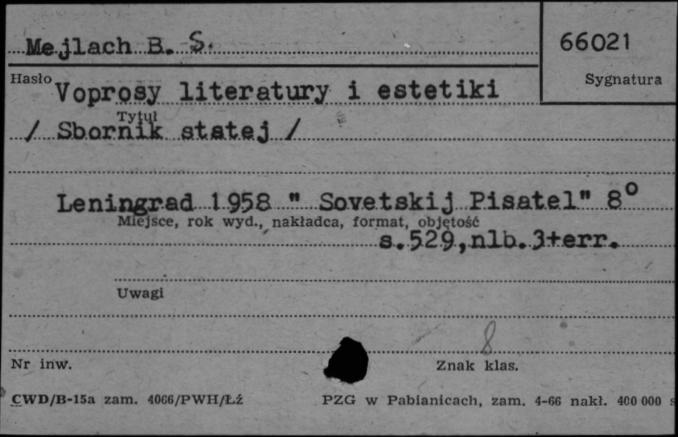 Mejlach B. S.
66021
Hasło
Sygnatura
Voprosy literatury i estetiki
Tytuł
/ Sbornik statej /
Leningrad 1958 " Sovetskij Pisatel" 8°
Miejsce, rok wyd., nakładca, format, objętość
s.529,nlb.3+err.
Uwagi
8
Nr inw.
Znak klas.
CWD/B-15a zam. 4066/PWH/Łź
PZG w Pabianicach, zam. 4-66 nakł. 400 000 s